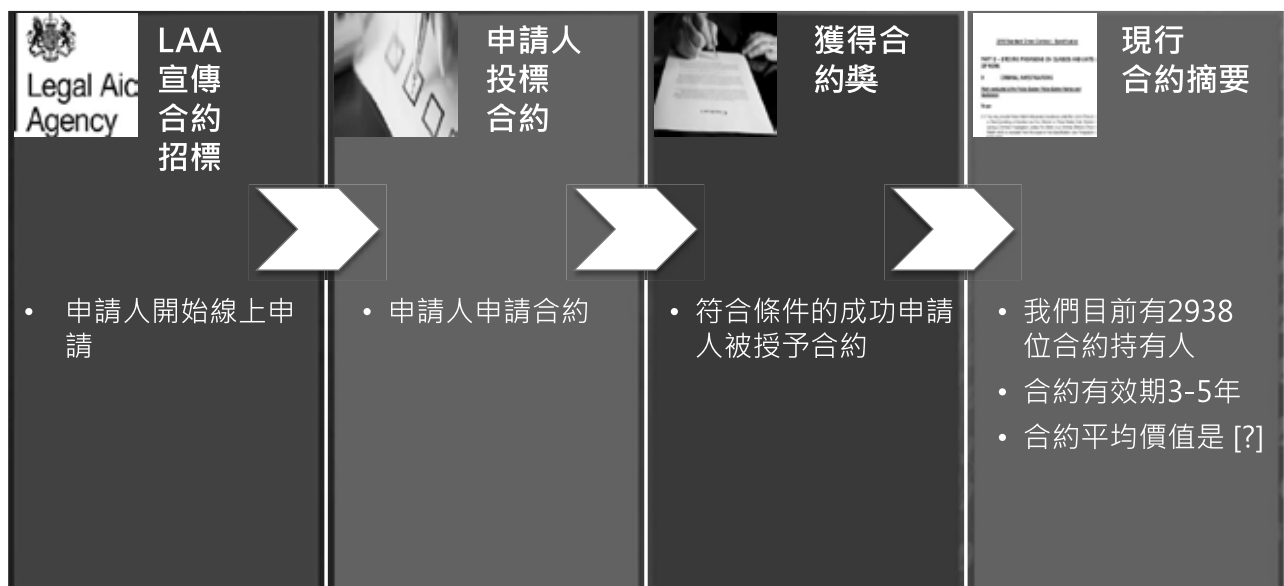 Legal Aid
Agency
LAA
宣傳
合約
招標
• 申請人開始線上申
請
申請人
投標
合約
• 申請人申請合約
獲得合
約獎
• 符合條件的成功申請
人被授予合約
現行
合約摘要
• 我們目前有2938
位合約持有人
• 合約有效期3-5年
• 合約平均價值是 [?]